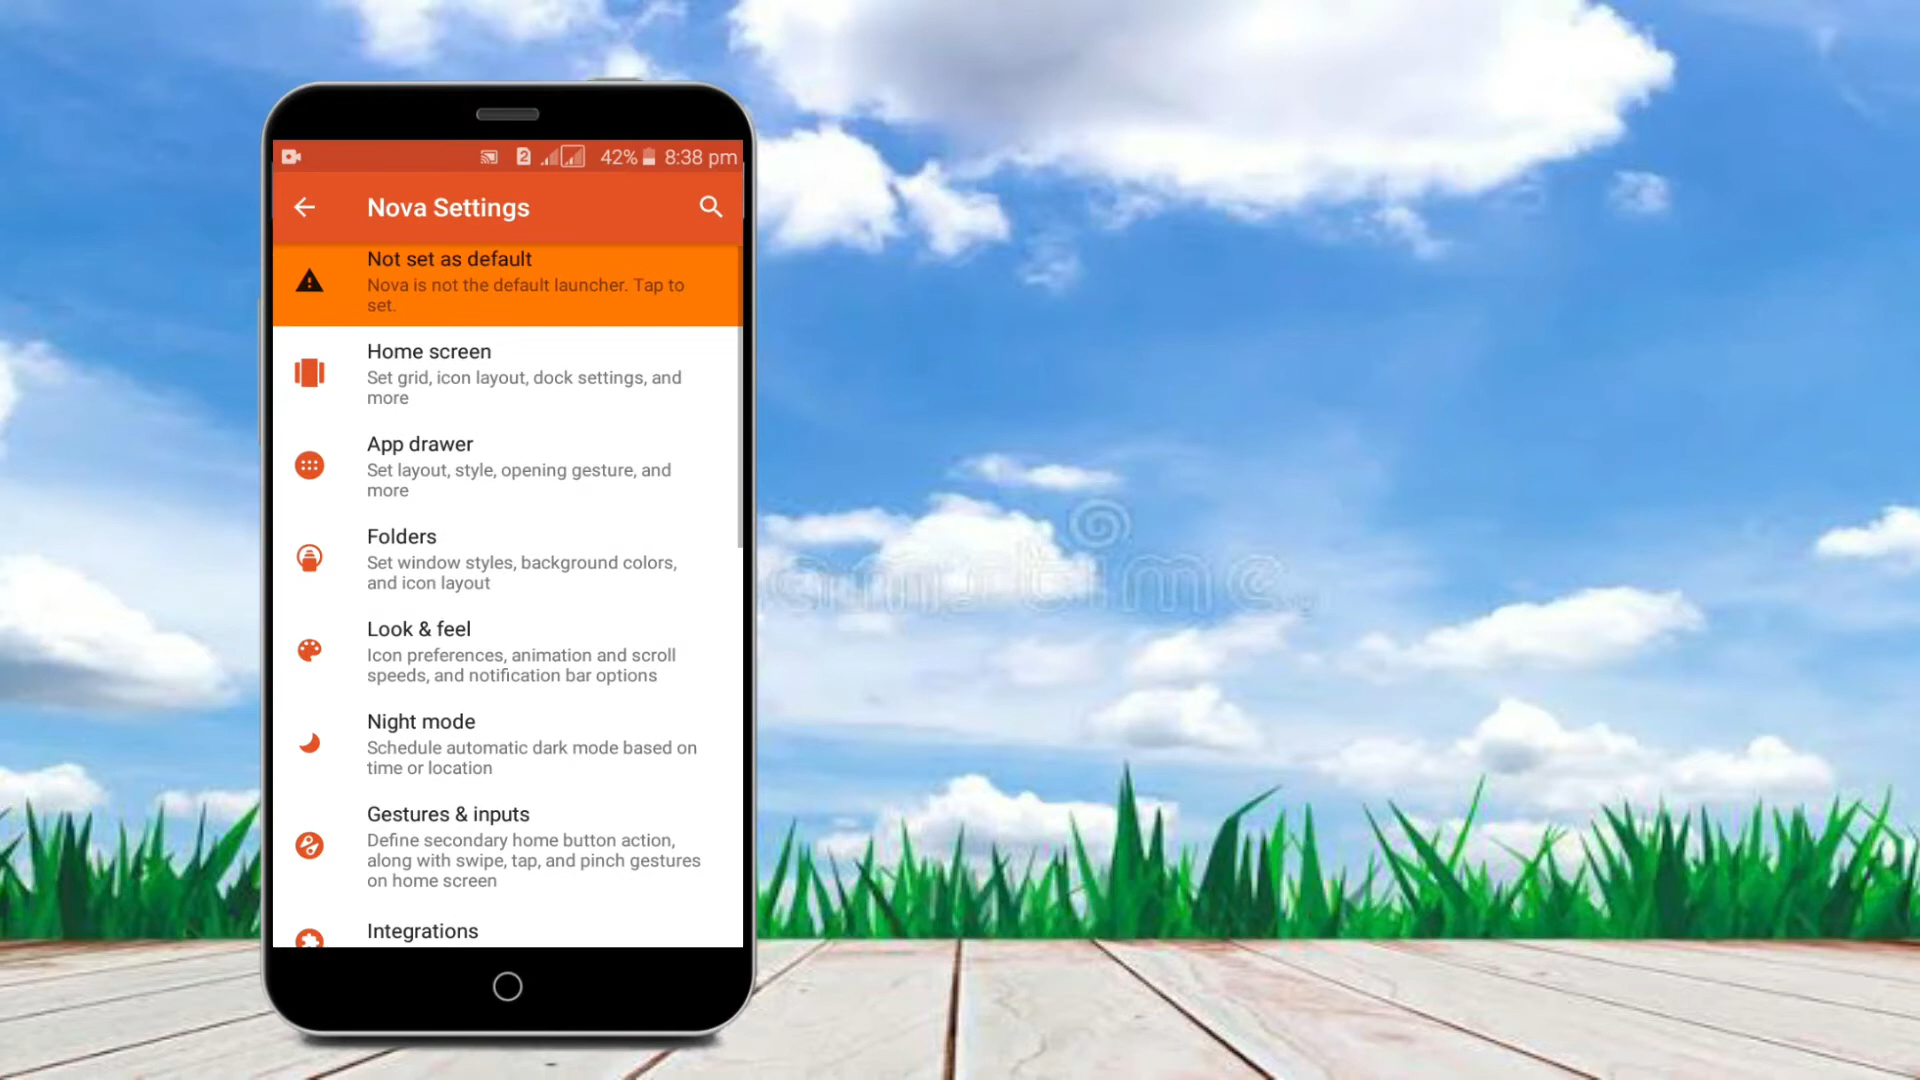 2 42% 8:38 pm
Nova Settings
Not set as default
Nova is not the default launcher. Tap to
set.
Home screen
Set grid, icon layout, dock settings, and
more
App drawer
Set layout, style, opening gesture, and
more
Folders
Set window styles, background colors,
and icon layout
Look & feel
Icon preferences, animation and scroll
speeds, and notification bar options
Night mode
Schedule automatic dark mode based on
time or location
Gestures & inputs
Define secondary home button action,
along with swipe, tap, and pinch gestures
on home screen
Integrations